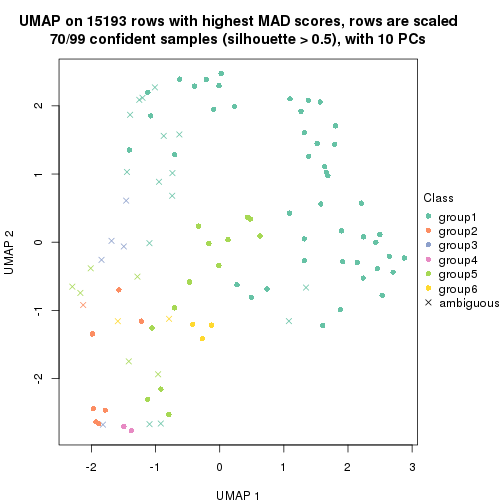 UMAP on 15193 rows with highest MAD scores, rows are scaled
70/99 confident samples (silhouette > 0.5), with 10 PCs
2
1
0
-1
-2
UMAP 2
-2 -1 0 1 2 3
UMAP 1
Class
group1
group2
group3
group4
group5
group6
ambiguous